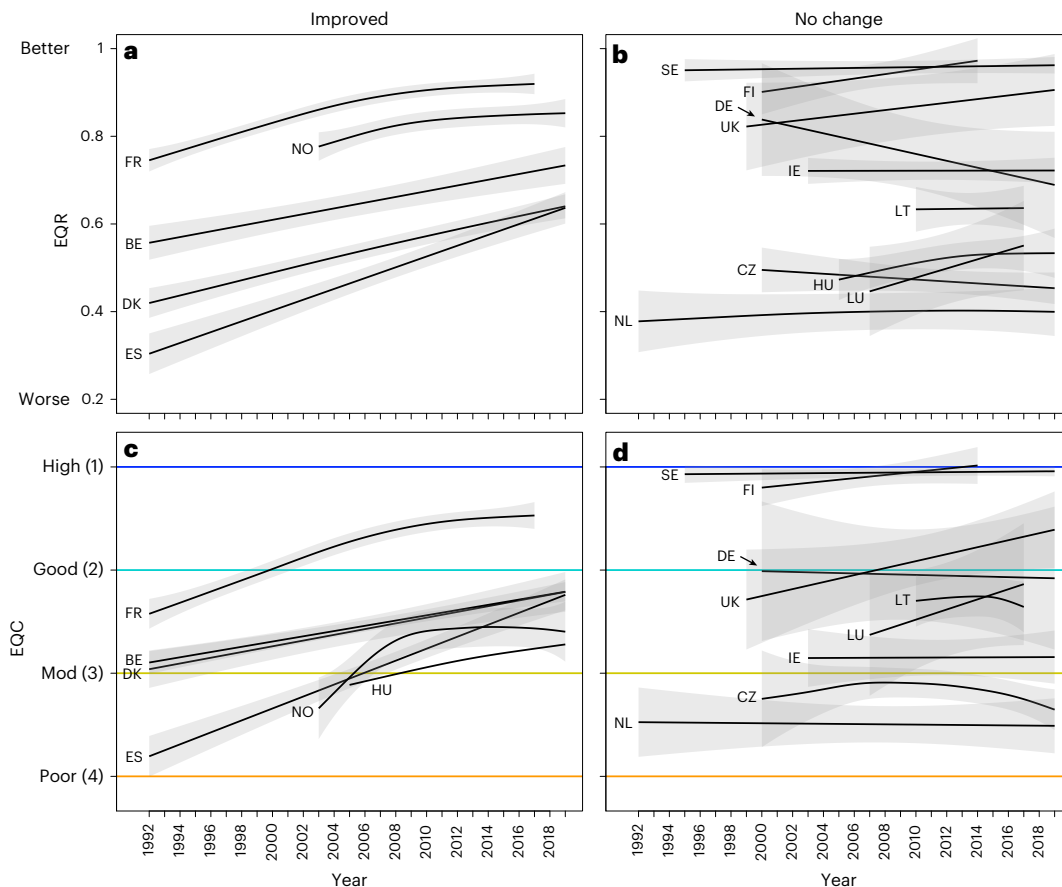 Improved
No change
Better
1
a
b
SE
FI
DE
UK
0.8
FR
NO
IE
EQR
0.6
BE
LT
CZ
HU
LU
DK
0.4
NL
ES
Worse
0.2
c
d
High (1)
SE
FI
Good (2)
DE
UK
FR
LT
LU
EQC
BE
IE
Mod (3)
DK
HU
CZ
NO
NL
ES
Poor (4)
1992 1994 1996 1998 2000 2002 2004 2006 2008 2010 2012 2014 2016 2018
1992 1994 1996 1998 2000 2002 2004 2006 2008 2010 2012 2014 2016 2018
Year
Year